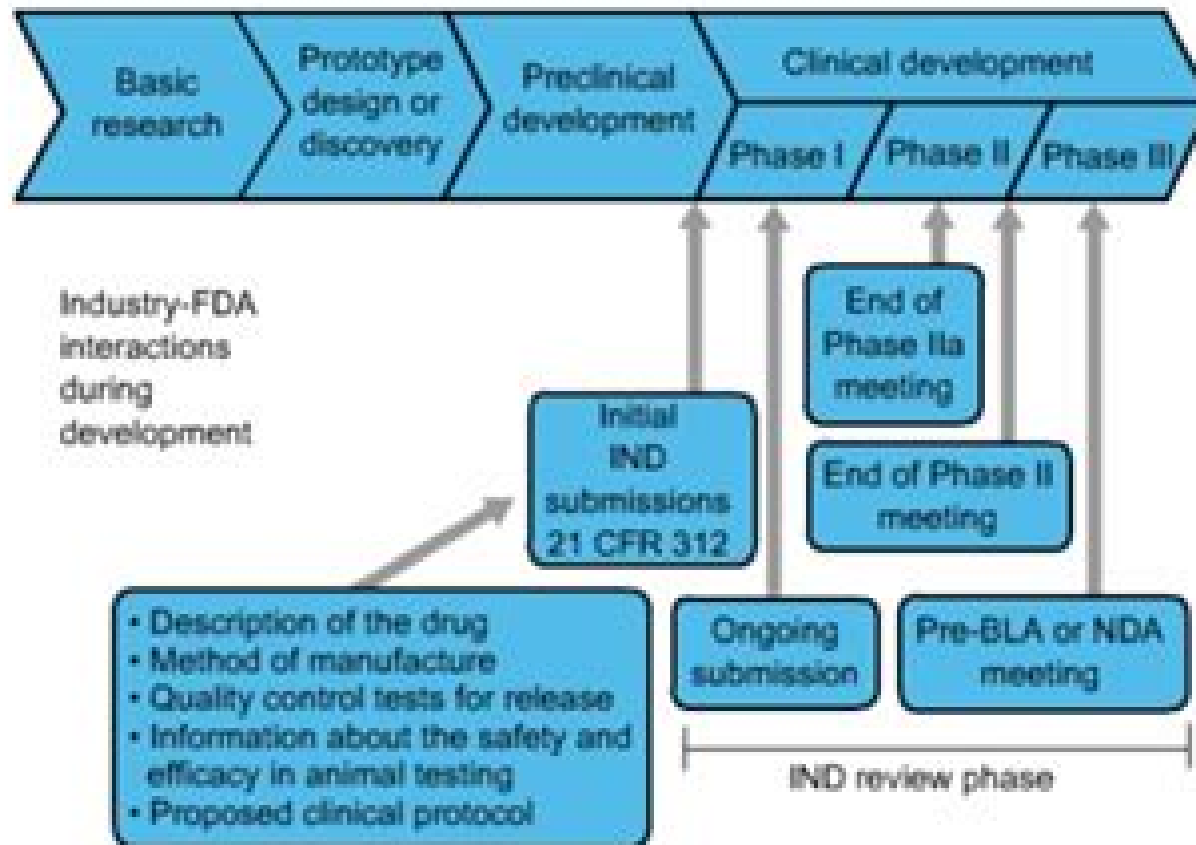 Basic
research
Prototype
design or
discovery
Preclinical
development
Clinical development
Phase I
Phase II
Phase III
Industry-FDA
interactions
during
development
End of
Phase IIa
meeting
Initial
IND
submissions
21 CFR 312
End of Phase II
meeting
• Description of the drug
• Method of manufacture
• Quality control tests for release
• Information about the safety and
efficacy in animal testing
• Proposed clinical protocol
Ongoing
submission
Pre-BLA or NDA
meeting
IND review phase